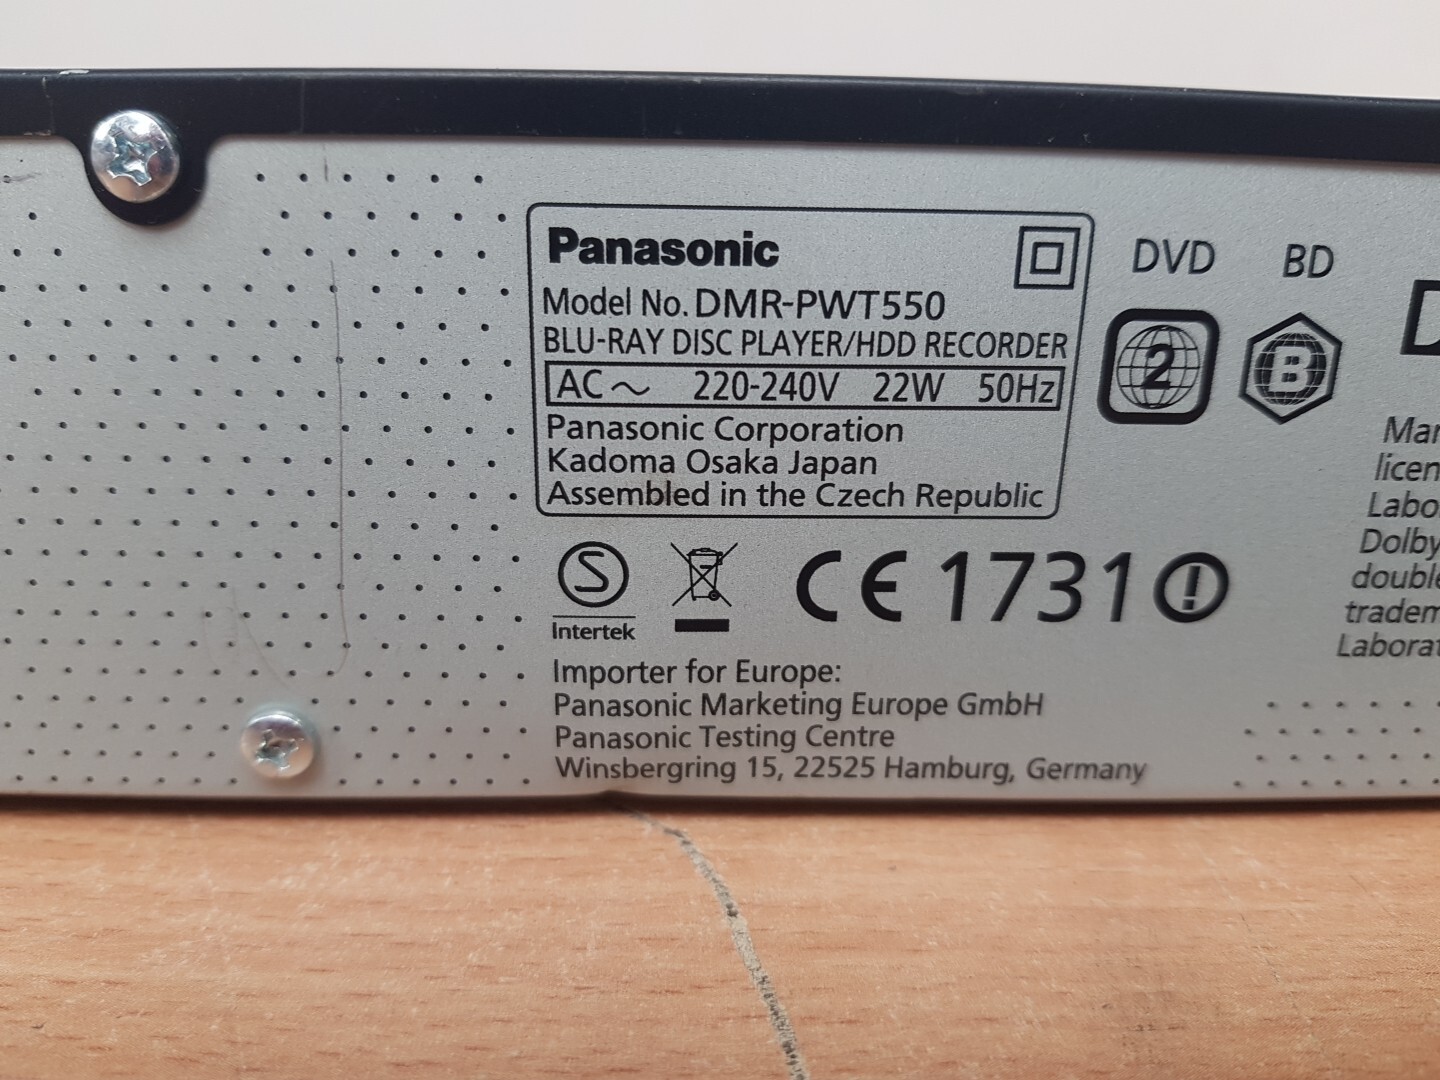 Panasonic
Model No. DMR-PWT550
BLU-RAY DISC PLAYER/HDD RECORDER
AC ~ 220-240V 22W 50Hz
Panasonic Corporation
Kadoma Osaka Japan
Assembled in the Czech Republic
DVD BD
2 B
S
Intertek
CE 1731 !
Importer for Europe:
Panasonic Marketing Europe GmbH
Panasonic Testing Centre
Winsbergring 15, 22525 Hamburg, Germany
Dolby